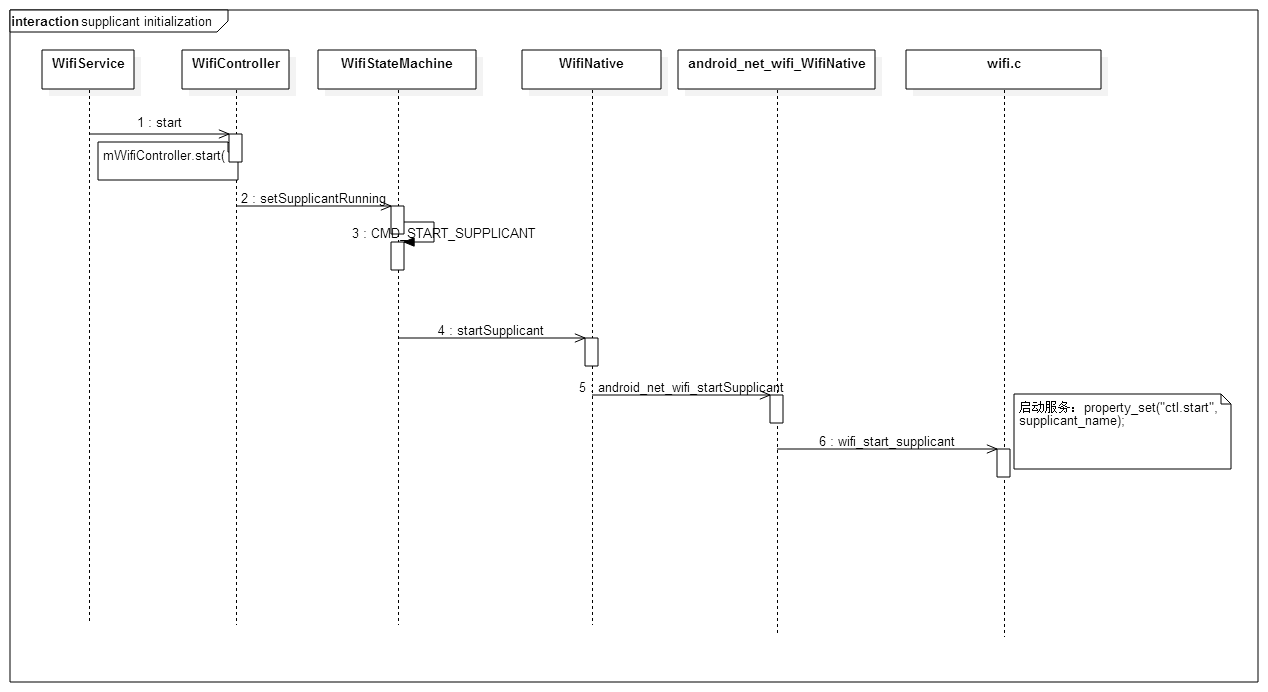 interaction supplicant initialization
WifiService
WifiController
WifiStateMachine
WifiNative
android_net_wifi_WifiNative
wifi.c
1 : start
mWifiController.start(
2 : setSupplicantRunning
3 : CMD_START_SUPPLICANT
4 : startSupplicant
5 : android_net_wifi_startSupplicant
启动服务：property_set("ctl.start",
supplicant_name);
6 : wifi_start_supplicant